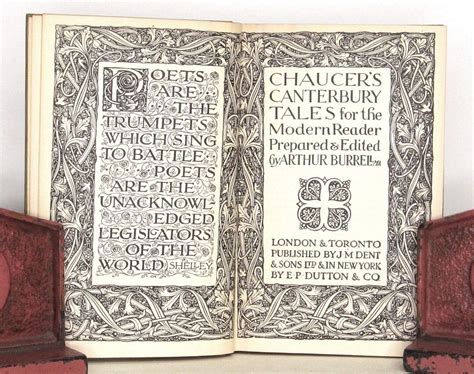 POETS
ARE
THE
TRUMPETS
WHICH SING
TO BATTLE
POETS
ARE THE
UNACKNOWL
EDGED
LEGISLATORS
OF THE
WORLD SHELLEY
CHAUCER'S
CANTERBURY
TALES for the
Modern Reader
Prepared & Edited
By ARTHUR BURRELL
LONDON & TORONTO
PUBLISHED BY J M DENT
& SONS LTD & IN NEW YORK
BY E P DUTTON & CO